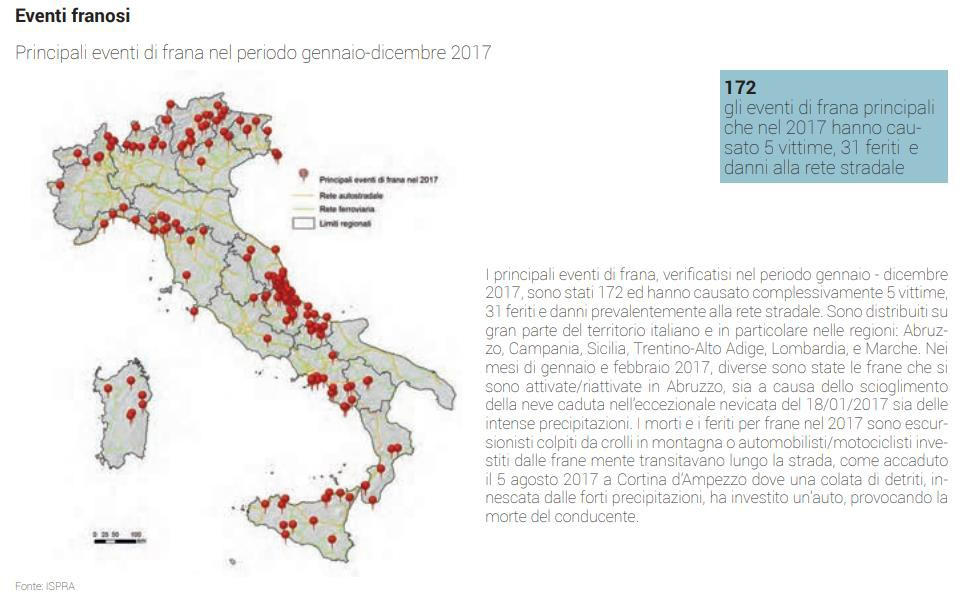 Eventi franosi
Principali eventi di frana nel periodo gennaio-dicembre 2017
172
gli eventi di frana principali
che nel 2017 hanno cau-
sato 5 vittime, 31 feriti e
danni alla rete stradale
Principali eventi di frana nel 2017
Rete autostradale
Rete ferroviaria
Limiti regionali
I principali eventi di frana, verificatisi nel periodo gennaio - dicembre
2017, sono stati 172 ed hanno causato complessivamente 5 vittime,
31 feriti e danni prevalentemente alla rete stradale. Sono distribuiti su
gran parte del territorio italiano e in particolare nelle regioni: Abruz-
zo, Campania, Sicilia, Trentino-Alto Adige, Lombardia, e Marche. Nei
mesi di gennaio e febbraio 2017, diverse sono state le frane che si
sono attivate/riattivate in Abruzzo, sia a causa dello scioglimento
della neve caduta nell'eccezionale nevicata del 18/01/2017 sia delle
intense precipitazioni. I morti e i feriti per frane nel 2017 sono escur-
sionisti colpiti da crolli in montagna o automobilisti/motociclisti inve-
stiti dalle frane mente transitavano lungo la strada, come accaduto
il 5 agosto 2017 a Cortina d'Ampezzo dove una colata di detriti, in-
nescata dalle forti precipitazioni, ha investito un'auto, provocando la
morte del conducente.
0 25 50 100
Fonte: ISPRA